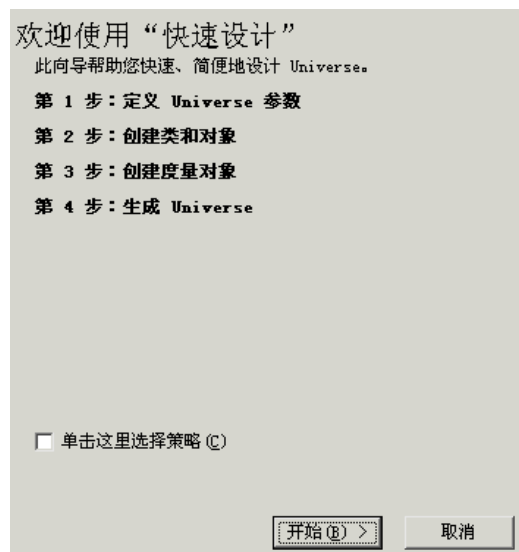 欢迎使用“快速设计”
此向导帮助您快速、简便地设计 Universe。
第 1 步：定义 Universe 参数
第 2 步：创建类和对象
第 3 步：创建度量对象
第 4 步：生成 Universe
单击这里选择策略(C)
开始(B) > 取消